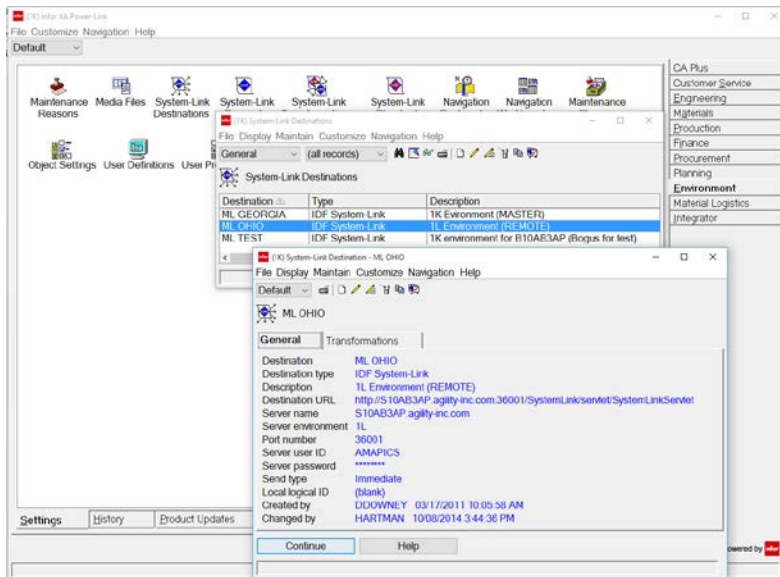 infor (1K) Infor XA Power-Link
File Customize Navigation Help
Default
Maintenance Reasons
Media Files
System-Link Destinations
System-Link
System-Link
System-Link
Navigation
Navigation
Maintenance
Object Settings
User Definitions
User Pr
CA Plus
Customer Service
Engineering
Materials
Production
Finance
Procurement
Planning
Environment
Material Logistics
Integrator
(1K) System-Link Destinations
File Display Maintain Customize Navigation Help
General (all records)
System-Link Destinations
Destination Type Description
ML GEORGIA IDF System-Link 1K Evironment (MASTER)
ML OHIO IDF System-Link 1L Environment (REMOTE)
ML TEST IDF System-Link 1K environment for B10AB3AP (Bogus for test)
(1K) System-Link Destination - ML OHIO
File Display Maintain Customize Navigation Help
Default
ML OHIO
General Transformations
Destination ML OHIO
Destination type IDF System-Link
Description 1L Environment (REMOTE)
Destination URL http://S10AB3AP.agility-inc.com:36001/SystemLink/servlet/SystemLinkServlet
Server name S10AB3AP.agility-inc.com
Server environment 1L
Port number 36001
Server user ID AMAPICS
Server password ********
Send type Immediate
Local logical ID (blank)
Created by DDOWNEY 03/17/2011 10:05:58 AM
Changed by HARTMAN 10/08/2014 3:44:36 PM
Continue Help
Settings History Product Updates
owered by infor